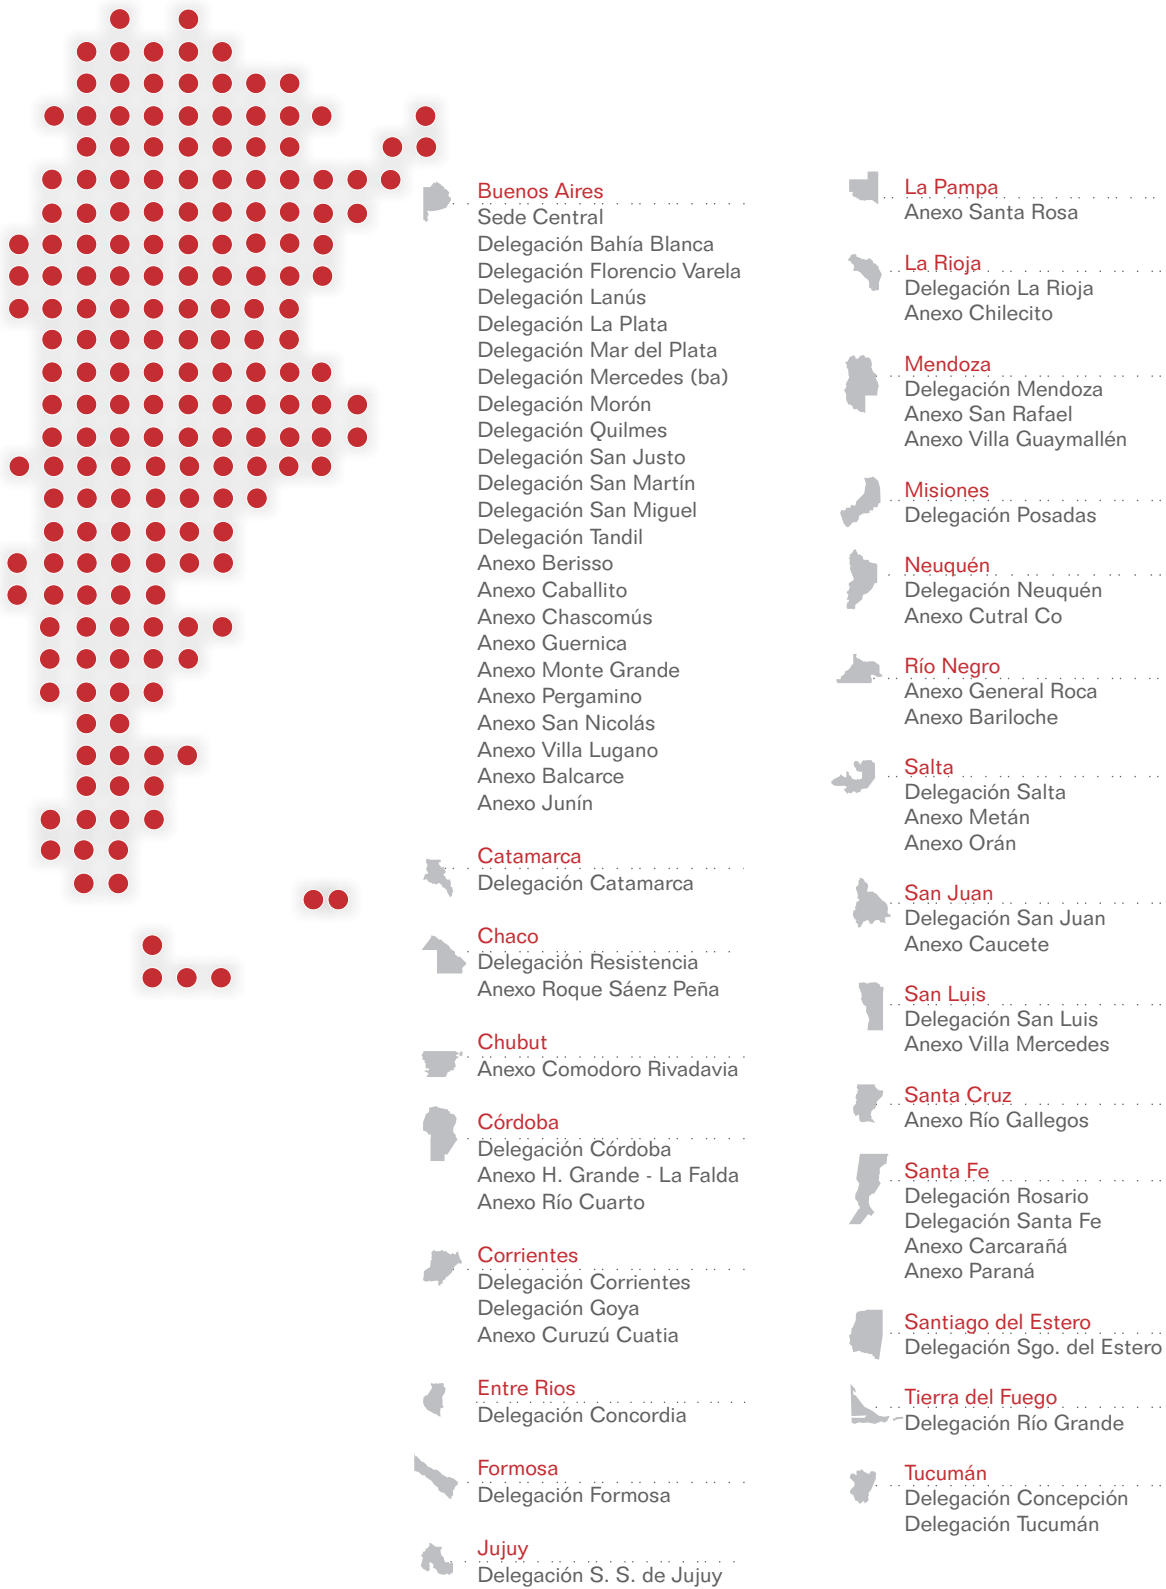 Buenos Aires
Sede Central
Delegación Bahía Blanca
Delegación Florencio Varela
Delegación Lanús
Delegación La Plata
Delegación Mar del Plata
Delegación Mercedes (ba)
Delegación Morón
Delegación Quilmes
Delegación San Justo
Delegación San Martín
Delegación San Miguel
Delegación Tandil
Anexo Berisso
Anexo Caballito
Anexo Chascomús
Anexo Guernica
Anexo Monte Grande
Anexo Pergamino
Anexo San Nicolás
Anexo Villa Lugano
Anexo Balcarce
Anexo Junín
Catamarca
Delegación Catamarca
Chaco
Delegación Resistencia
Anexo Roque Sáenz Peña
Chubut
Anexo Comodoro Rivadavia
Córdoba
Delegación Córdoba
Anexo H. Grande - La Falda
Anexo Río Cuarto
Corrientes
Delegación Corrientes
Delegación Goya
Anexo Curuzú Cuatia
Entre Rios
Delegación Concordia
Formosa
Delegación Formosa
Jujuy
Delegación S. S. de Jujuy
La Pampa
Anexo Santa Rosa
La Rioja
Delegación La Rioja
Anexo Chilecito
Mendoza
Delegación Mendoza
Anexo San Rafael
Anexo Villa Guaymallén
Misiones
Delegación Posadas
Neuquén
Delegación Neuquén
Anexo Cutral Co
Río Negro
Anexo General Roca
Anexo Bariloche
Salta
Delegación Salta
Anexo Metán
Anexo Orán
San Juan
Delegación San Juan
Anexo Caucete
San Luis
Delegación San Luis
Anexo Villa Mercedes
Santa Cruz
Anexo Río Gallegos
Santa Fe
Delegación Rosario
Delegación Santa Fe
Anexo Carcarañá
Anexo Paraná
Santiago del Estero
Delegación Sgo. del Estero
Tierra del Fuego
Delegación Río Grande
Tucumán
Delegación Concepción
Delegación Tucumán